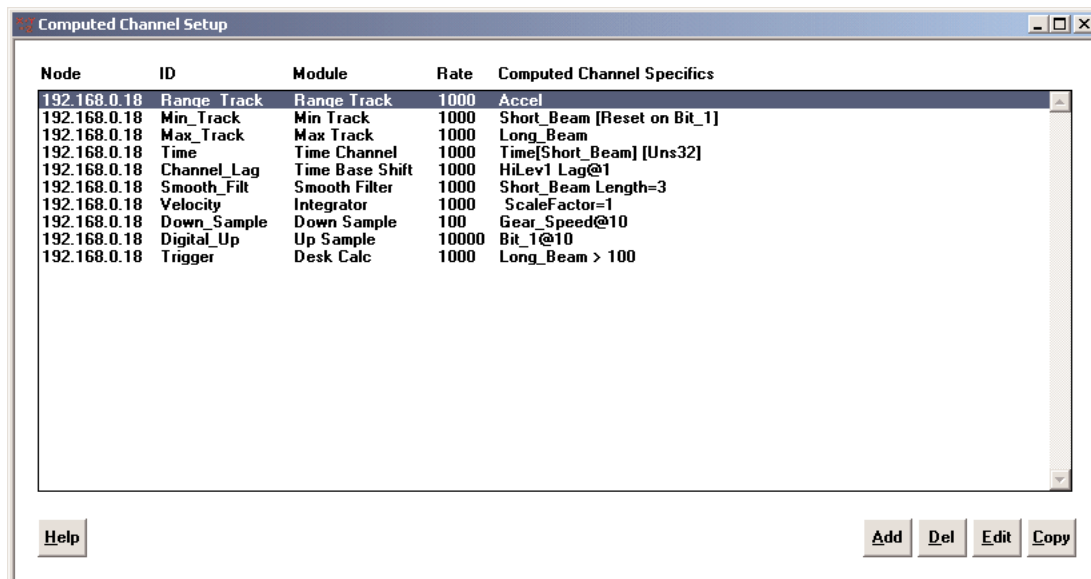 Computed Channel Setup
Node ID Module Rate Computed Channel Specifics
192.168.0.18 Range_Track Range Track 1000 Accel
192.168.0.18 Min_Track Min Track 1000 Short_Beam [Reset on Bit_1]
192.168.0.18 Max_Track Max Track 1000 Long_Beam
192.168.0.18 Time Time Channel 1000 Time[Short_Beam] [Uns32]
192.168.0.18 Channel_Lag Time Base Shift 1000 HiLev1 Lag@1
192.168.0.18 Smooth_Filt Smooth Filter 1000 Short_Beam Length=3
192.168.0.18 Velocity Integrator 1000 ScaleFactor=1
192.168.0.18 Down_Sample Down Sample 100 Gear_Speed@10
192.168.0.18 Digital_Up Up Sample 10000 Bit_1@10
192.168.0.18 Trigger Desk Calc 1000 Long_Beam > 100
Help Add Del Edit Copy